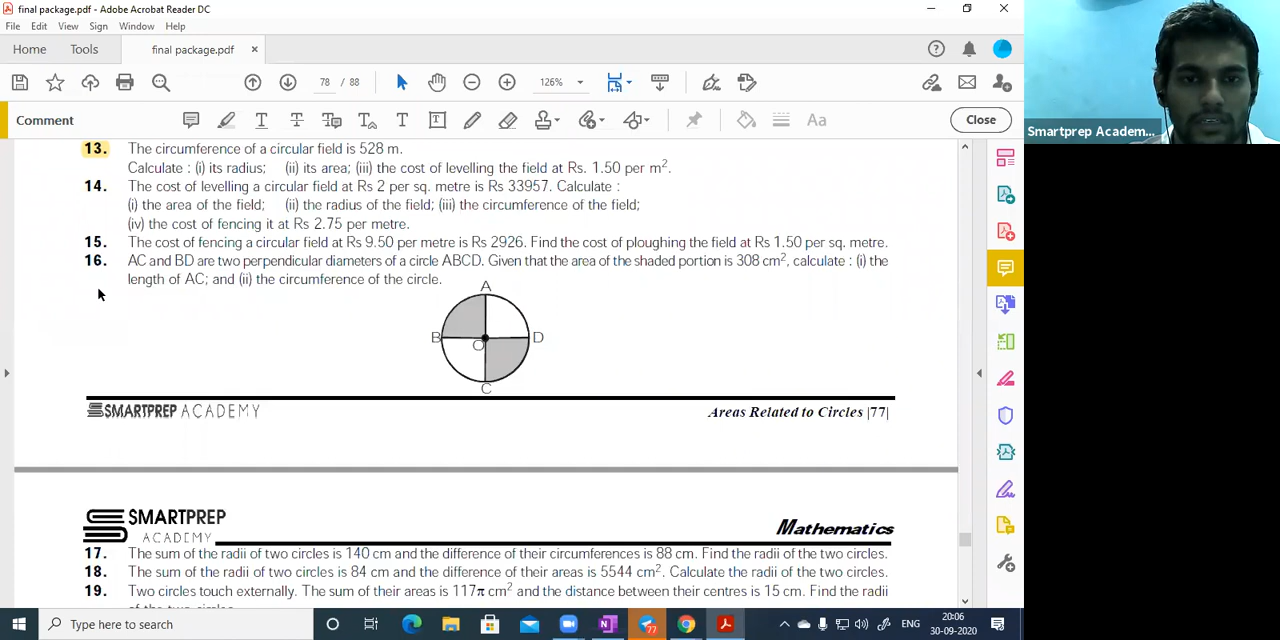 final package.pdf - Adobe Acrobat Reader DC
File Edit View Sign Window Help
Home Tools final package.pdf ×
78 / 88 126%
Comment Close
Aa
Smartprep Academ...
13. The circumference of a circular field is 528 m.
Calculate : (i) its radius; (ii) its area; (iii) the cost of levelling the field at Rs. 1.50 per m².
14. The cost of levelling a circular field at Rs 2 per sq. metre is Rs 33957. Calculate :
(i) the area of the field; (ii) the radius of the field; (iii) the circumference of the field;
(iv) the cost of fencing it at Rs 2.75 per metre.
15. The cost of fencing a circular field at Rs 9.50 per metre is Rs 2926. Find the cost of ploughing the field at Rs 1.50 per sq. metre.
16. AC and BD are two perpendicular diameters of a circle ABCD. Given that the area of the shaded portion is 308 cm², calculate : (i) the
length of AC; and (ii) the circumference of the circle.
A
B O D
C
SMARTPREP ACADEMY Areas Related to Circles |77|
SMARTPREP
ACADEMY Mathematics
17. The sum of the radii of two circles is 140 cm and the difference of their circumferences is 88 cm. Find the radii of the two circles.
18. The sum of the radii of two circles is 84 cm and the difference of their areas is 5544 cm². Calculate the radii of the two circles.
19. Two circles touch externally. The sum of their areas is 117π cm² and the distance between their centres is 15 cm. Find the radii
of the two circles.
Type here to search 77 ENG 20:06
30-09-2020